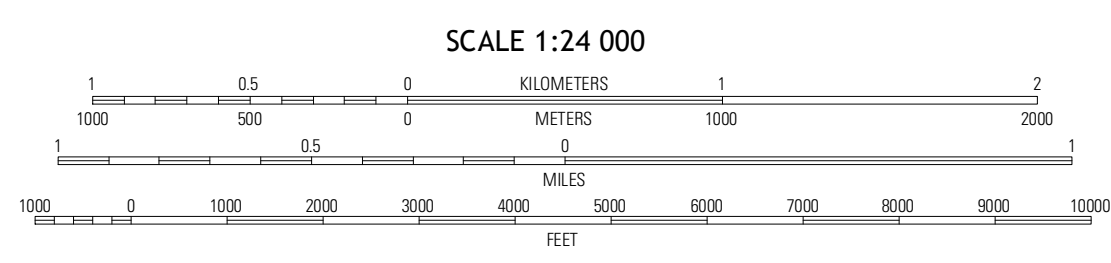 SCALE 1:24 000
1 0.5 0 KILOMETERS 1 2
1000 500 0 METERS 1000 2000
1 0.5 0 1
MILES
1000 0 1000 2000 3000 4000 5000 6000 7000 8000 9000 10000
FEET